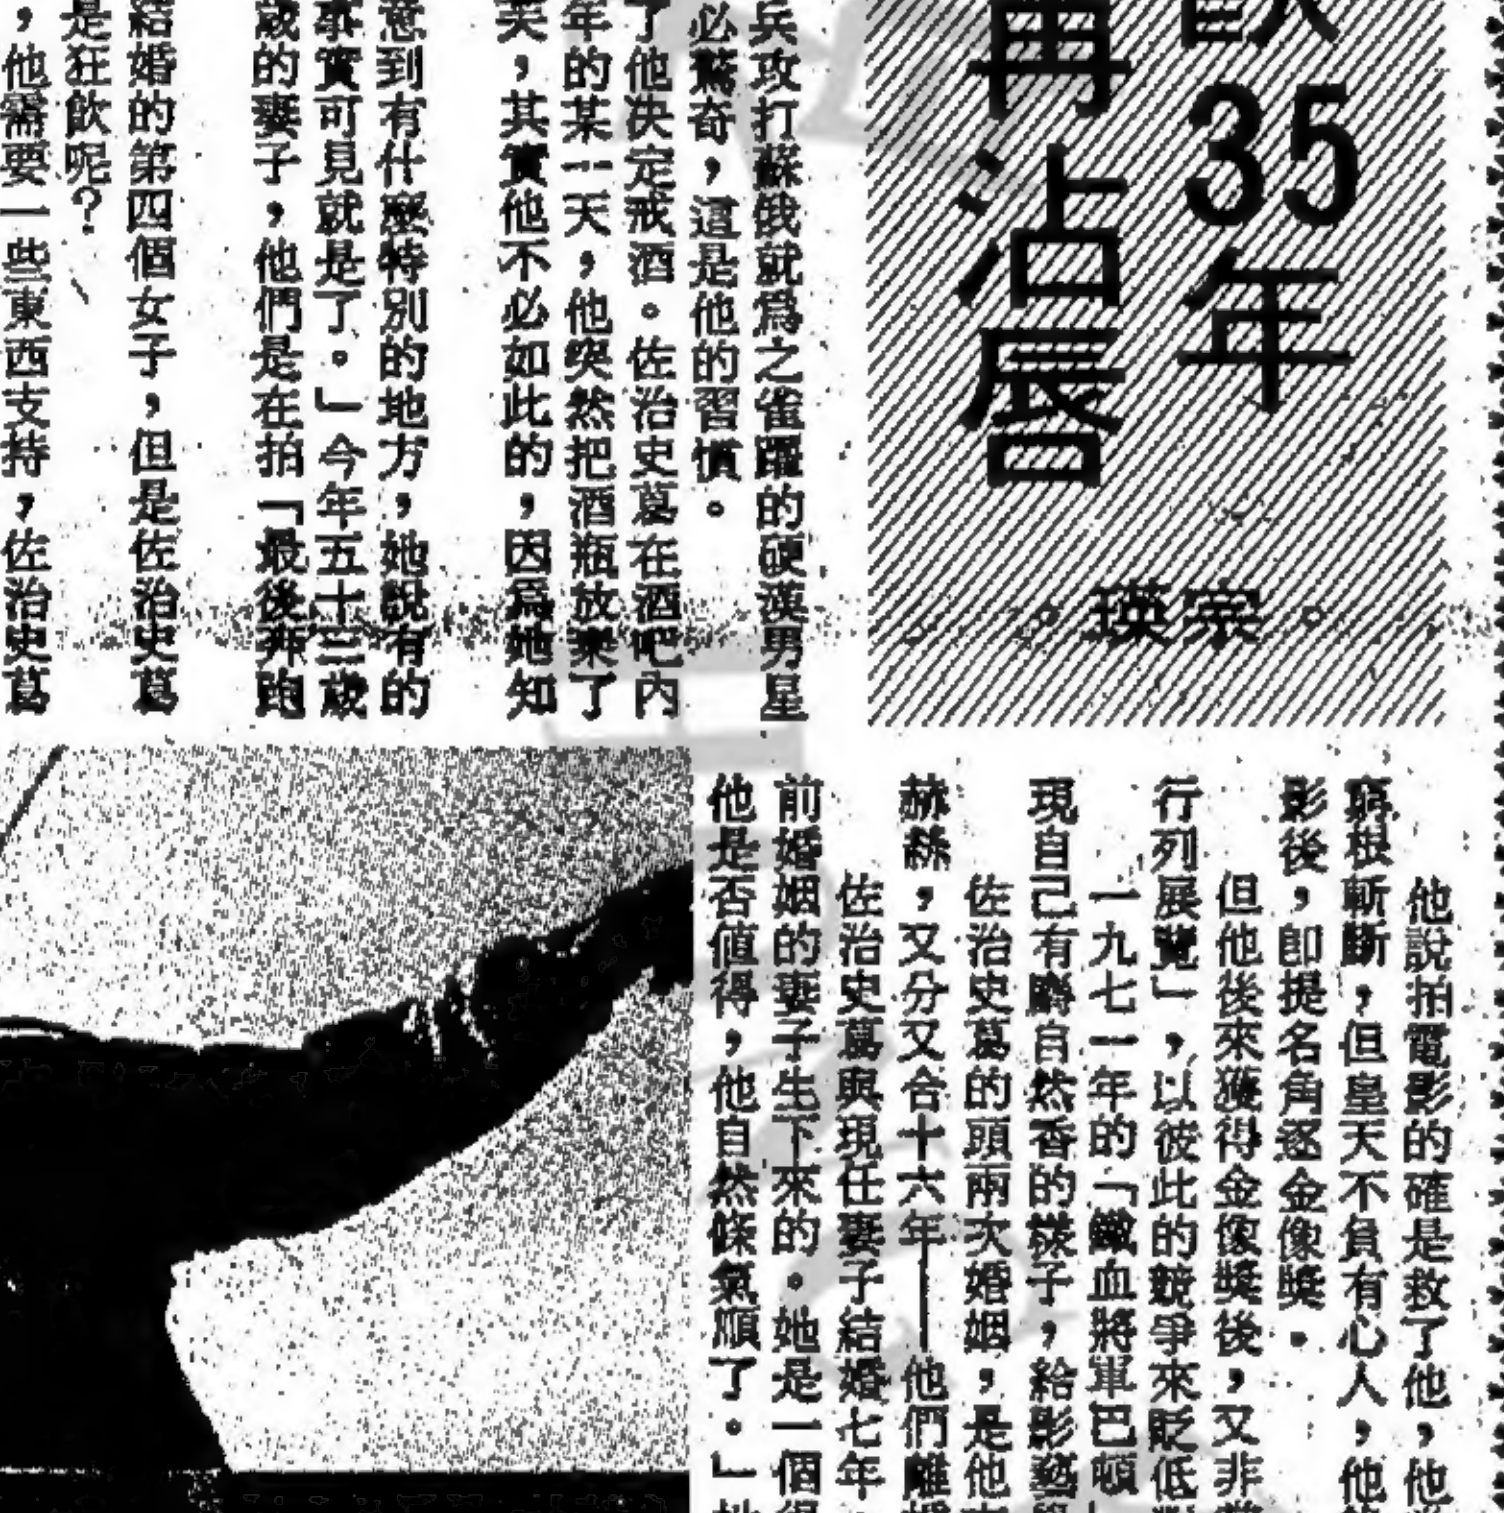 飲35年
再沾唇
瑛宗
兵攻打蘇俄就為之雀躍的硬漢男星
必驚奇，這是他的習慣。
了他决定戒酒。佐治史葛在酒吧內
年的某一天，他突然把酒瓶放棄了
美，其實他不必如此的，因為她知
意到有什麼特別的地方，她說有的
事實可見就是了。」今年五十三歲
歲的妻子，他們是在拍「最後奔跑
結婚的第四個女子，但是佐治史葛
是狂飲呢？
，他需要一些東西支持，佐治史葛
他說拍電影的確是救了他，他
窮根斬斷，但皇天不負有心人，他
影後，即提名角逐金像獎。
但他後來獲得金像獎後，又非
行列展覽」，以彼此的競爭來貶低
一九七一年的「鐵血將軍巴頓
現自己有麝自然香的樣子，給影藝
佐治史葛的頭兩次婚姻，是他
赫絲，又分又合十六年——他們離婚
佐治史葛與現任妻子結婚七年，
前婚姻的妻子生下來的。她是一個很
他是否值得，他自然條氣順了。」她